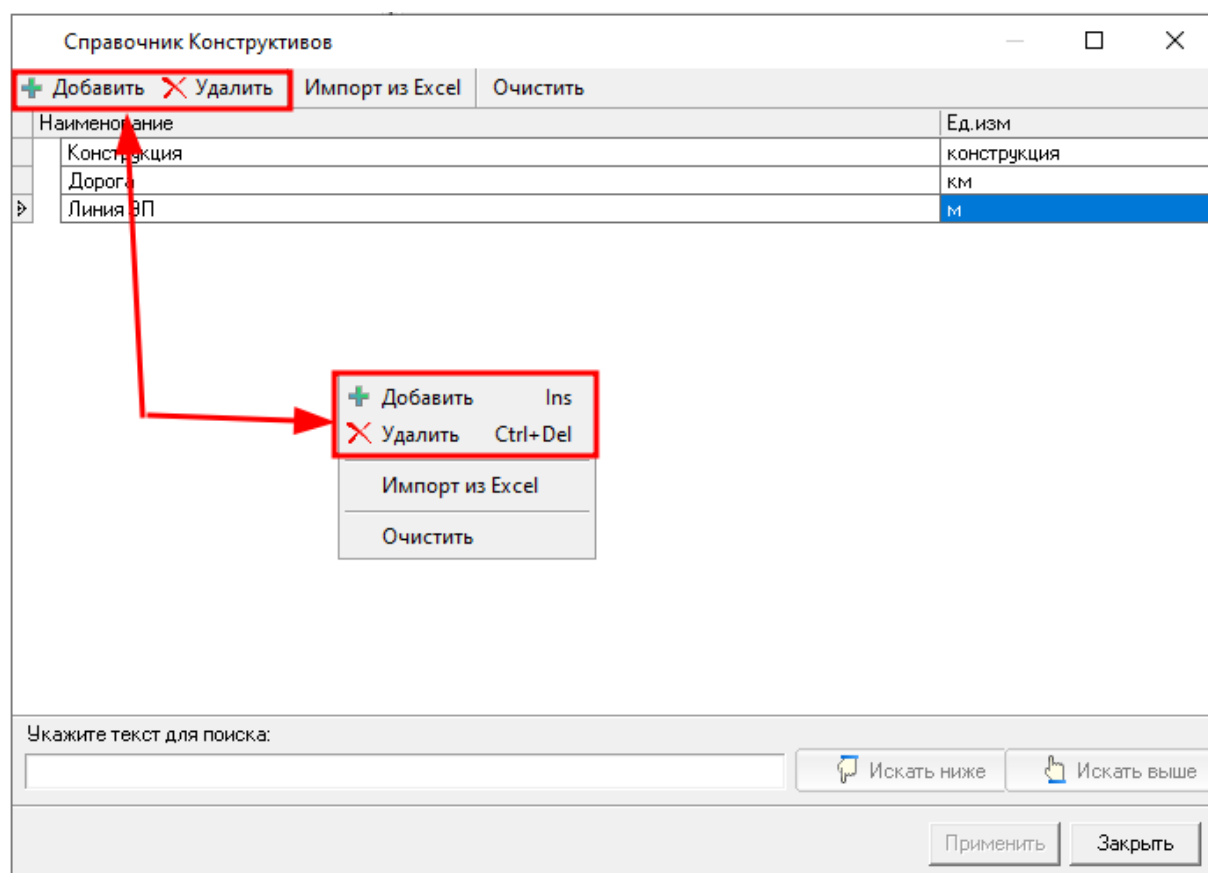 Справочник Конструктивов
Добавить Удалить Импорт из Excel Очистить
Наименование Ед.изм
Конструкция конструкция
Дорога км
Линия ЭП м
Добавить Ins
Удалить Ctrl+Del
Импорт из Excel
Очистить
Укажите текст для поиска:
Искать ниже Искать выше
Применить Закрыть